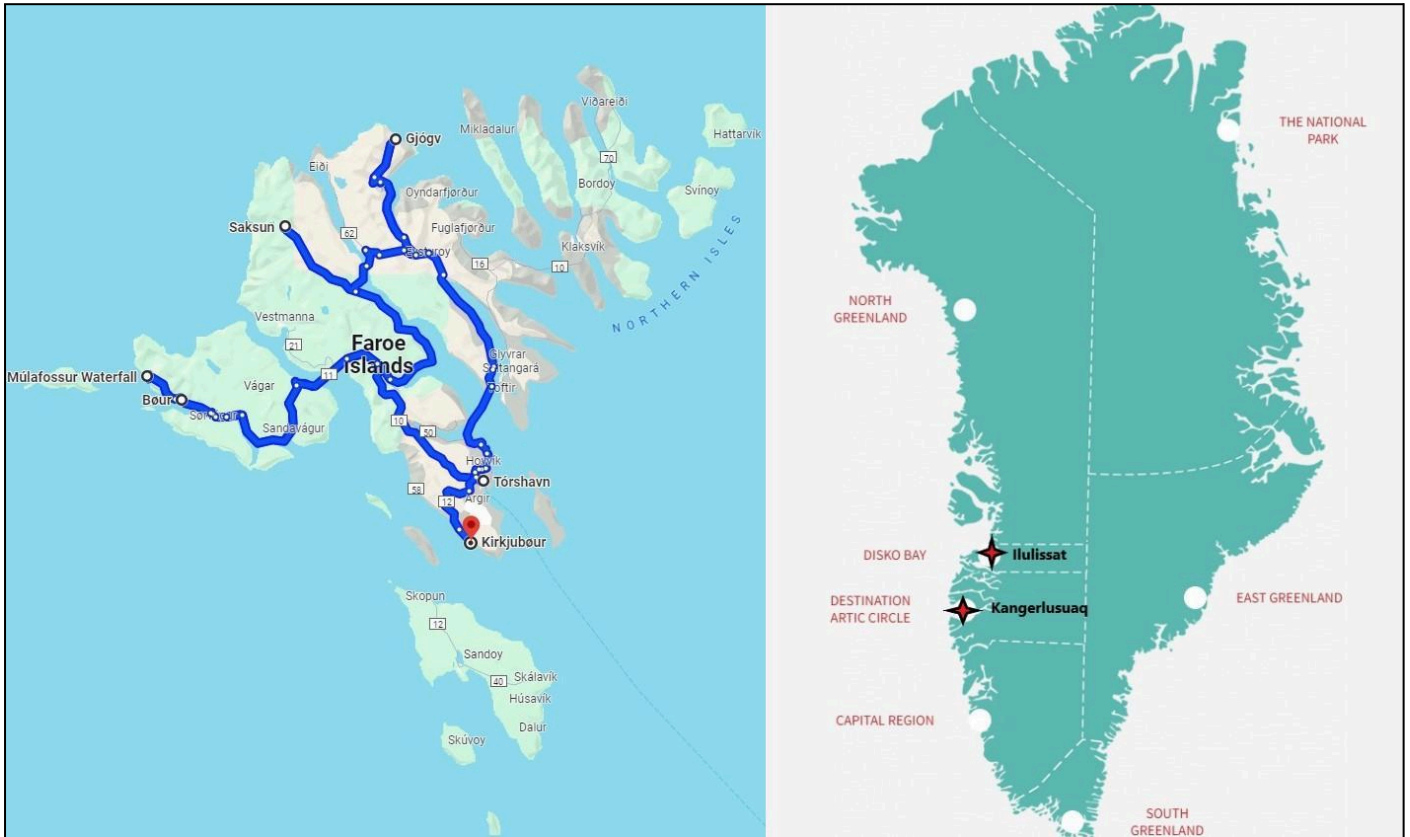 Gjógv
Viðareiði
Mikladalur
Hattarvík
Eiði
70
Bordoy
Oyndarfjørður
Svínoy
Saksun
62
Fuglafjørður
Klaksvík
16
10
NORTHERN ISLES
Vestmanna
21
Faroe
Islands
Glyvrar
11
Múlafossur Waterfall
Vágar
Bøur
Sandavágur
10
50
Hoyvík
58
Tórshavn
12
Argir
Kirkjubøur
Skopun
12
Sandoy
40
Skálavík
Húsavík
Dalur
Skúvoy
THE NATIONAL
PARK
NORTH
GREENLAND
DISKO BAY
Ilulissat
DESTINATION
ARTIC CIRCLE
Kangerlusuaq
EAST GREENLAND
CAPITAL REGION
SOUTH
GREENLAND